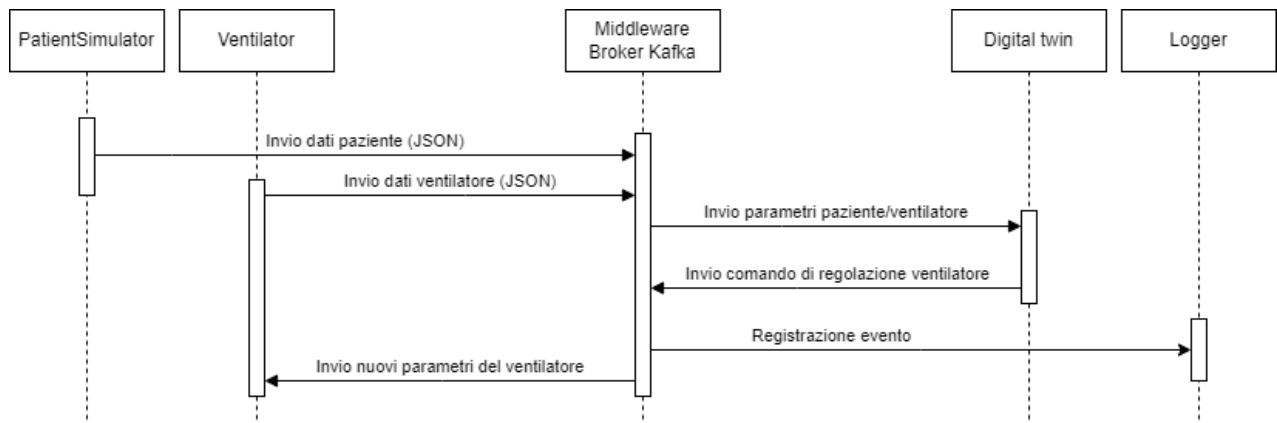 PatientSimulator
Ventilator
Middleware
Broker Kafka
Digital twin
Logger
Invio dati paziente (JSON)
Invio dati ventilatore (JSON)
Invio parametri paziente/ventilatore
Invio comando di regolazione ventilatore
Registrazione evento
Invio nuovi parametri del ventilatore